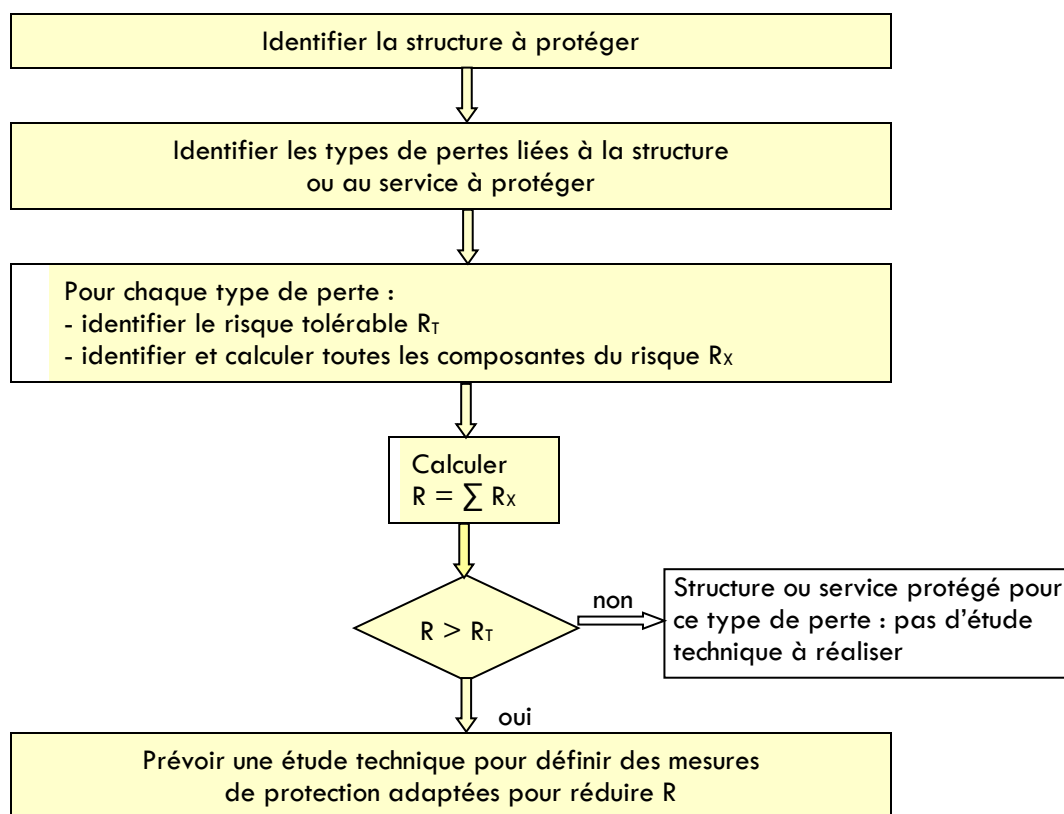 Identifier la structure à protéger
Identifier les types de pertes liées à la structure
ou au service à protéger
Pour chaque type de perte :
- identifier le risque tolérable RT
- identifier et calculer toutes les composantes du risque RX
Calculer
R = ∑ RX
R > RT
non
Structure ou service protégé pour
ce type de perte : pas d’étude
technique à réaliser
oui
Prévoir une étude technique pour définir des mesures
de protection adaptées pour réduire R